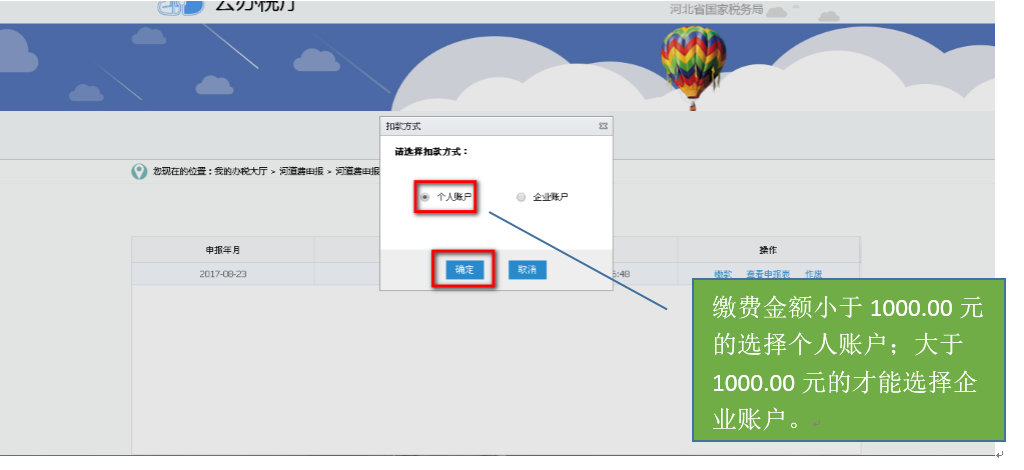 云办税厅
河北省国家税务局
扣款方式
请选择扣款方式：
您现在的位置：我的办税大厅 > 河道费申报 > 河道费申报
个人账户
企业账户
确定
取消
申报年月
操作
2017-08-23
:48
缴款 查看申报表 作废
缴费金额小于 1000.00 元
的选择个人账户；大于
1000.00 元的才能选择企
业账户。